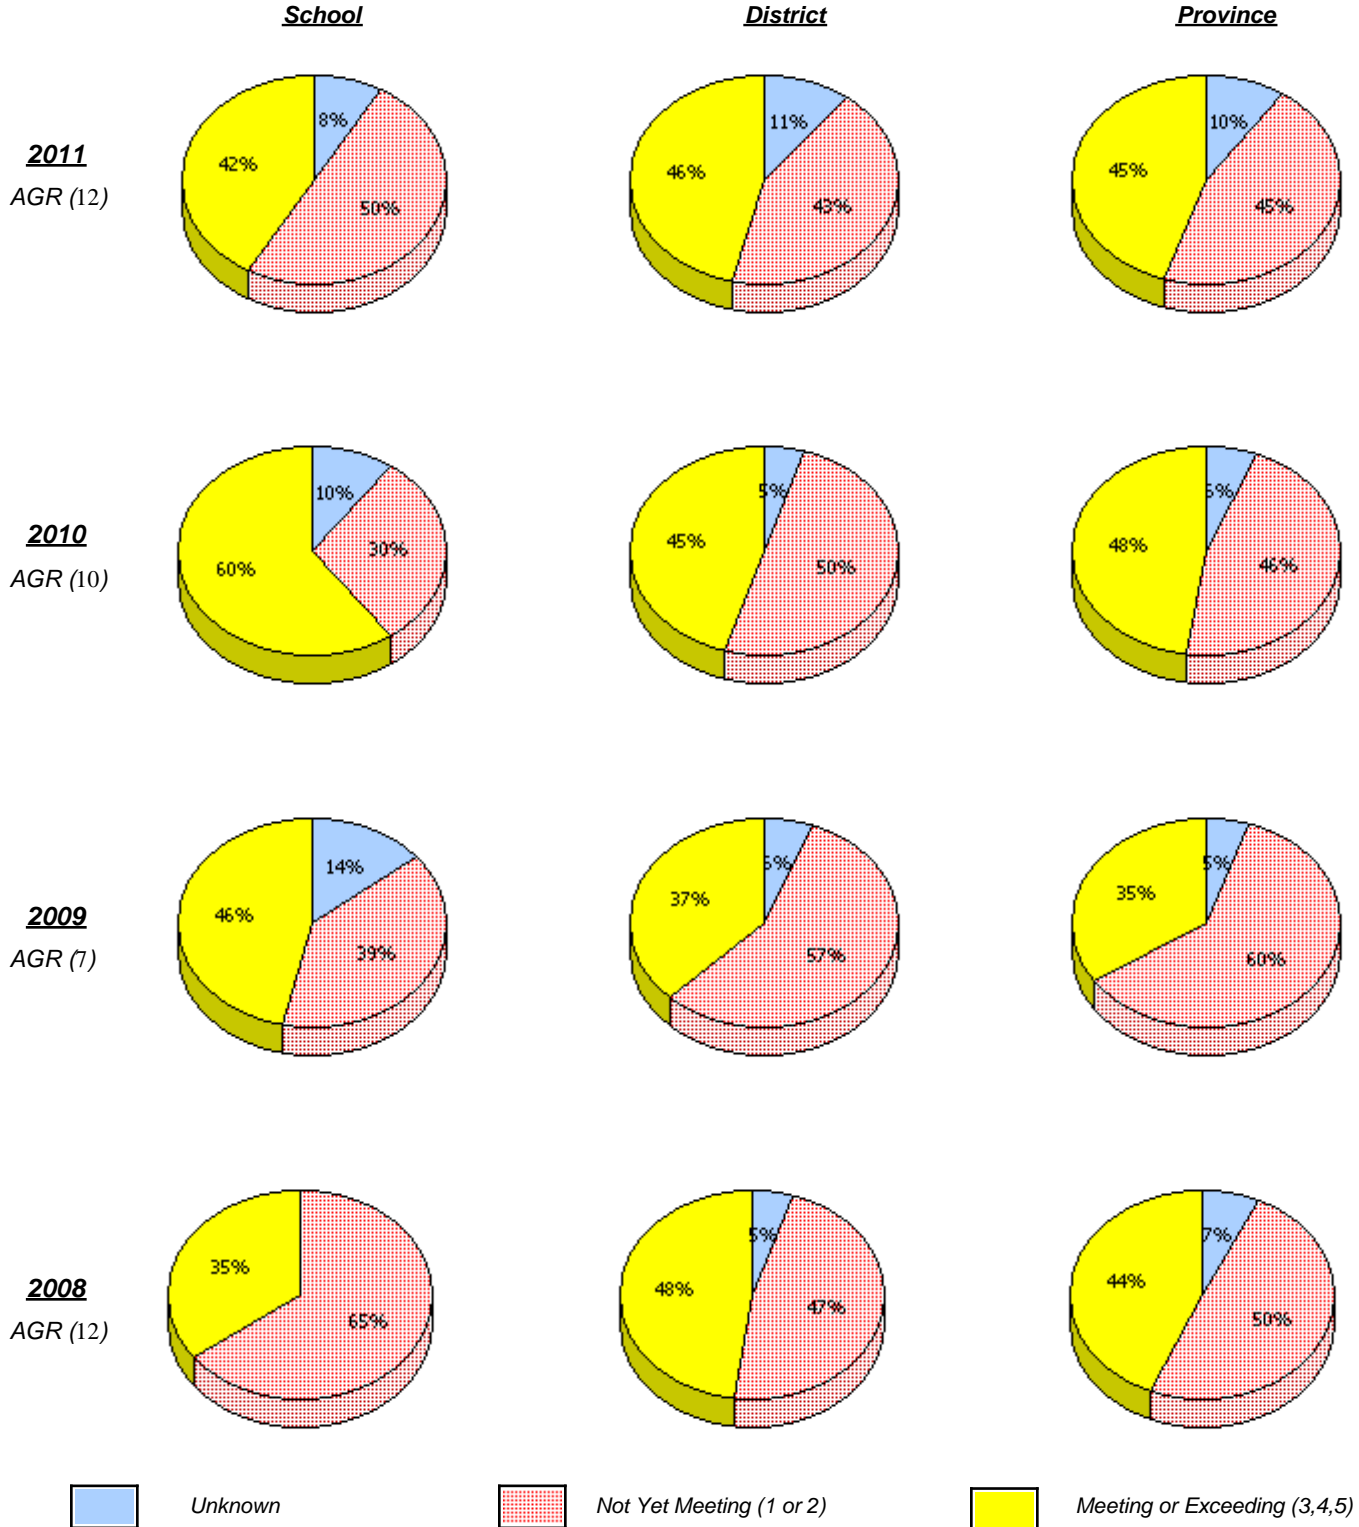 School District Province
8% 11% 10%
2011
42% 46% 45%
AGR (12)
50% 43% 45%
10% 5% 6%
2010
60% 45% 48%
AGR (10)
30% 50% 46%
14% 6% 5%
2009
46% 37% 35%
AGR (7)
39% 57% 60%
5% 7%
2008
35% 48% 44%
AGR (12)
65% 47% 50%
Unknown Not Yet Meeting (1 or 2) Meeting or Exceeding (3,4,5)